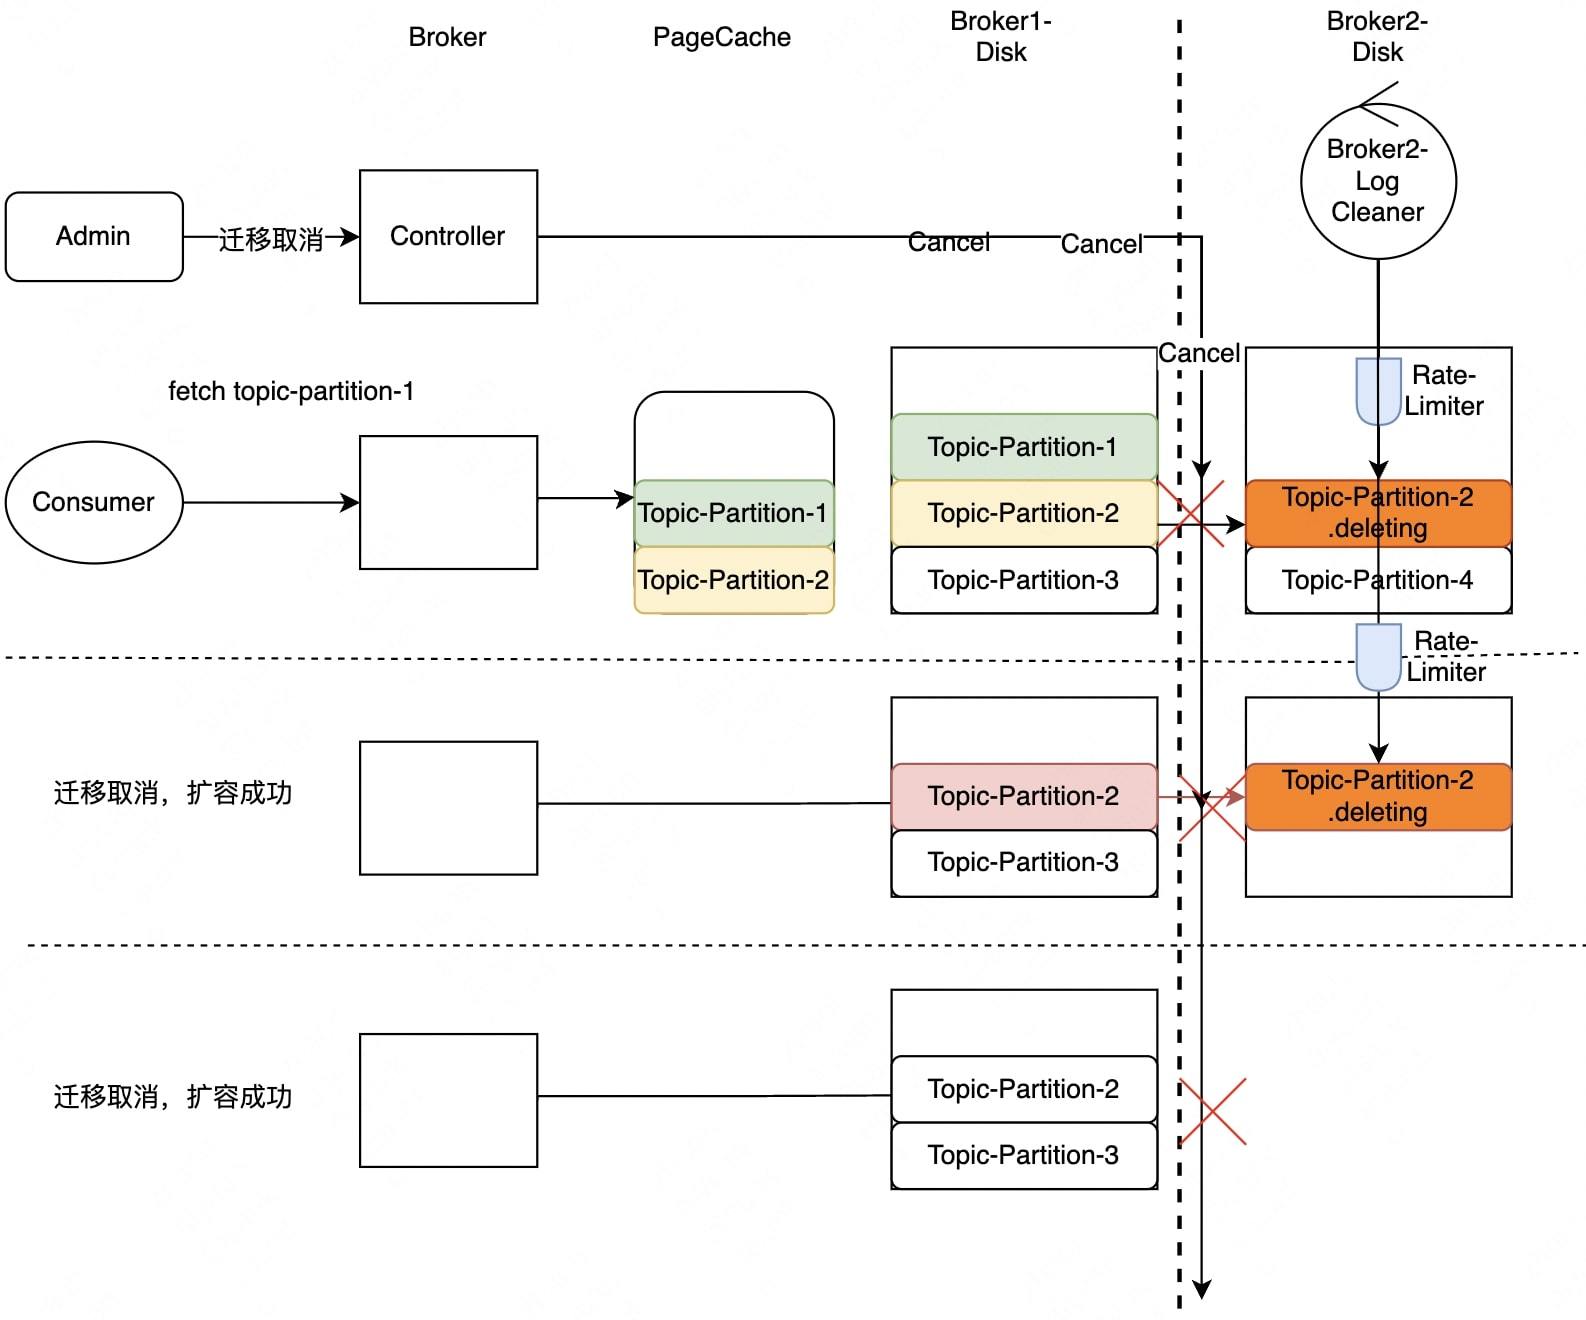 Broker
PageCache
Broker1-
Disk
Broker2-
Disk
Broker2-
Log
Cleaner
Admin
迁移取消
Controller
Cancel
Cancel
Cancel
Rate-
Limiter
fetch topic-partition-1
Consumer
Topic-Partition-1
Topic-Partition-2
Topic-Partition-1
Topic-Partition-2
Topic-Partition-3
Topic-Partition-2
.deleting
Topic-Partition-4
Rate-
Limiter
迁移取消，扩容成功
Topic-Partition-2
Topic-Partition-3
Topic-Partition-2
.deleting
迁移取消，扩容成功
Topic-Partition-2
Topic-Partition-3